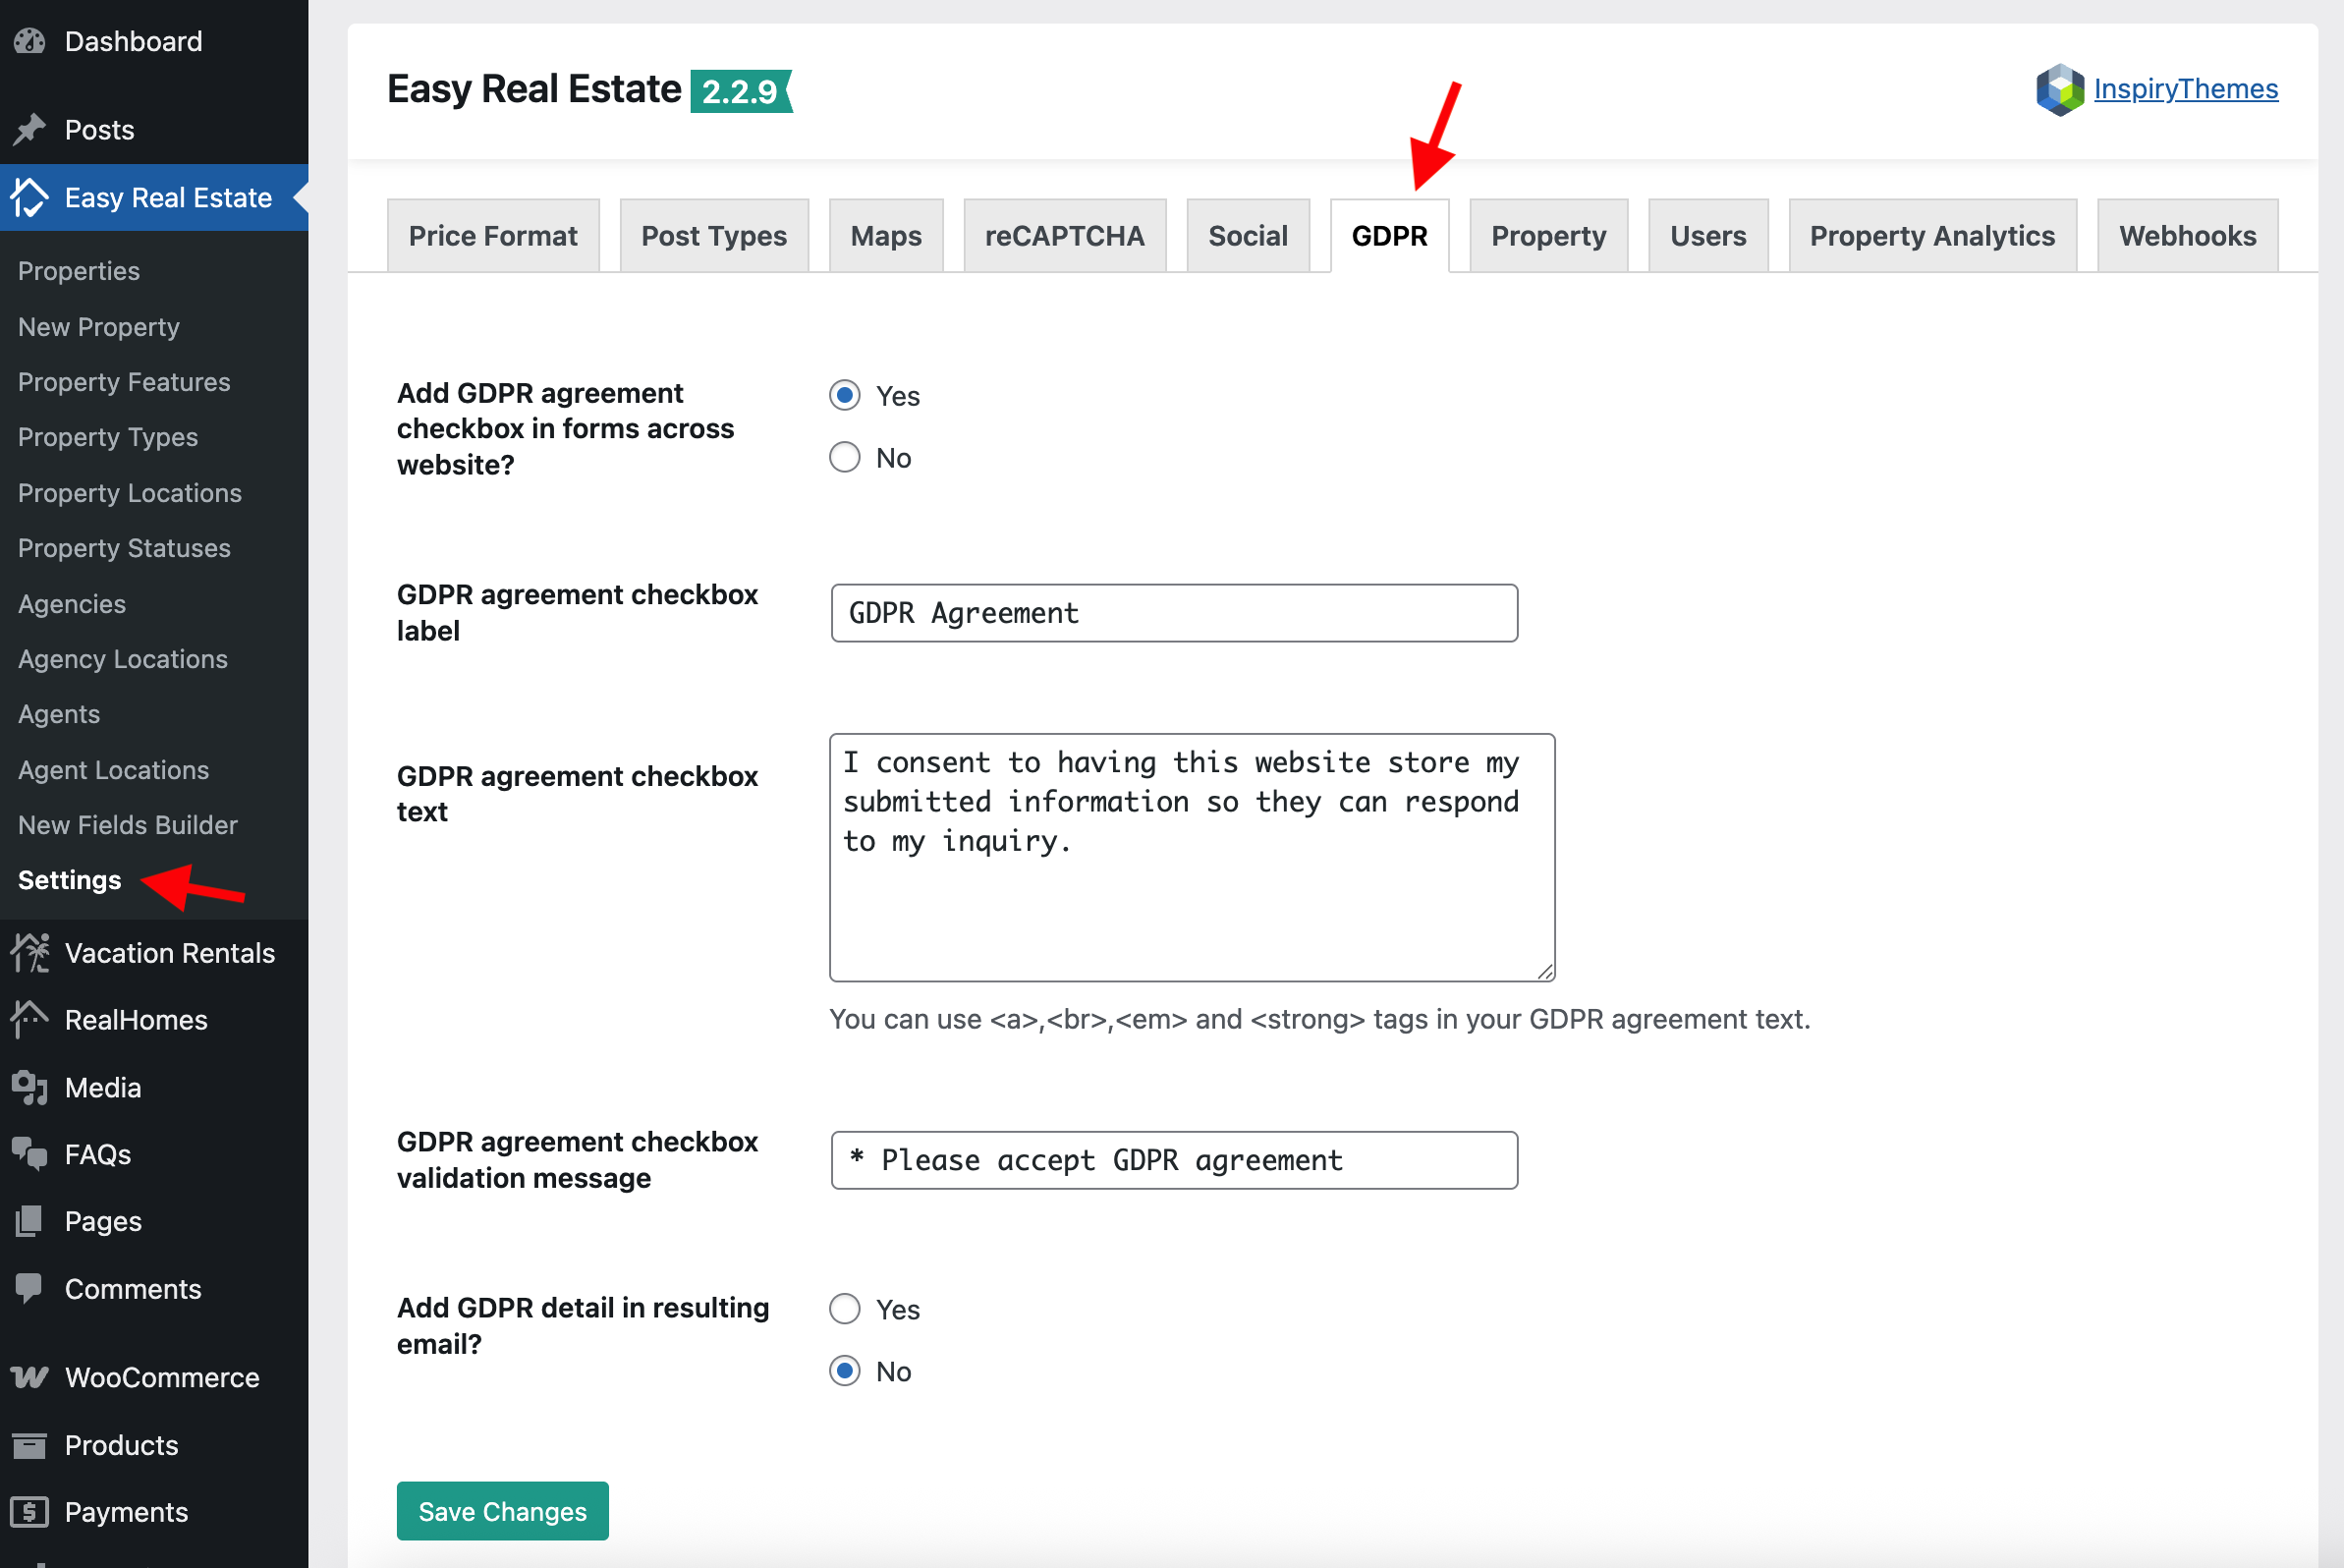 Dashboard
Posts
Easy Real Estate
Properties
New Property
Property Features
Property Types
Property Locations
Property Statuses
Agencies
Agency Locations
Agents
Agent Locations
New Fields Builder
Settings
Vacation Rentals
RealHomes
Media
FAQs
Pages
Comments
WooCommerce
Products
Payments
Easy Real Estate 2.2.9
InspiryThemes
Price Format
Post Types
Maps
reCAPTCHA
Social
GDPR
Property
Users
Property Analytics
Webhooks
Add GDPR agreement
checkbox in forms across
website?
Yes
No
GDPR agreement checkbox
label
GDPR Agreement
GDPR agreement checkbox
text
I consent to having this website store my
submitted information so they can respond
to my inquiry.
You can use <a>,<br>,<em> and <strong> tags in your GDPR agreement text.
GDPR agreement checkbox
validation message
* Please accept GDPR agreement
Add GDPR detail in resulting
email?
Yes
No
Save Changes